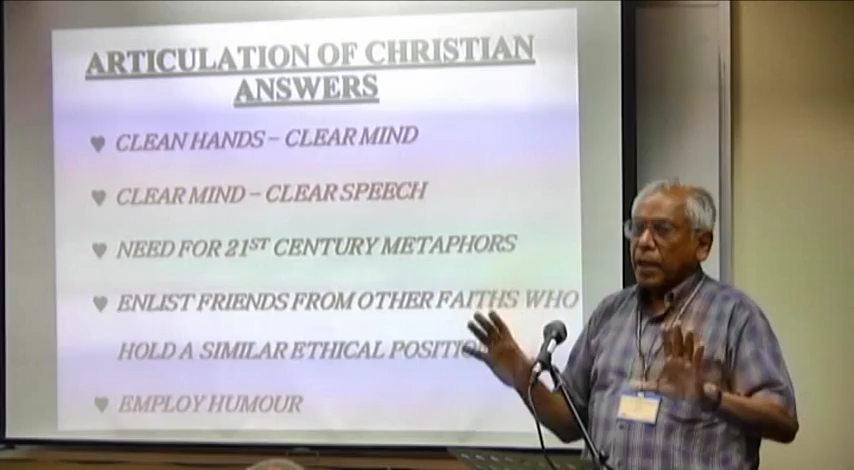 ARTICULATION OF CHRISTIAN
ANSWERS
CLEAN HANDS – CLEAR MIND
CLEAR MIND – CLEAR SPEECH
NEED FOR 21ST CENTURY METAPHORS
ENLIST FRIENDS FROM OTHER FAITHS WHO
HOLD A SIMILAR ETHICAL POSITION
EMPLOY HUMOUR